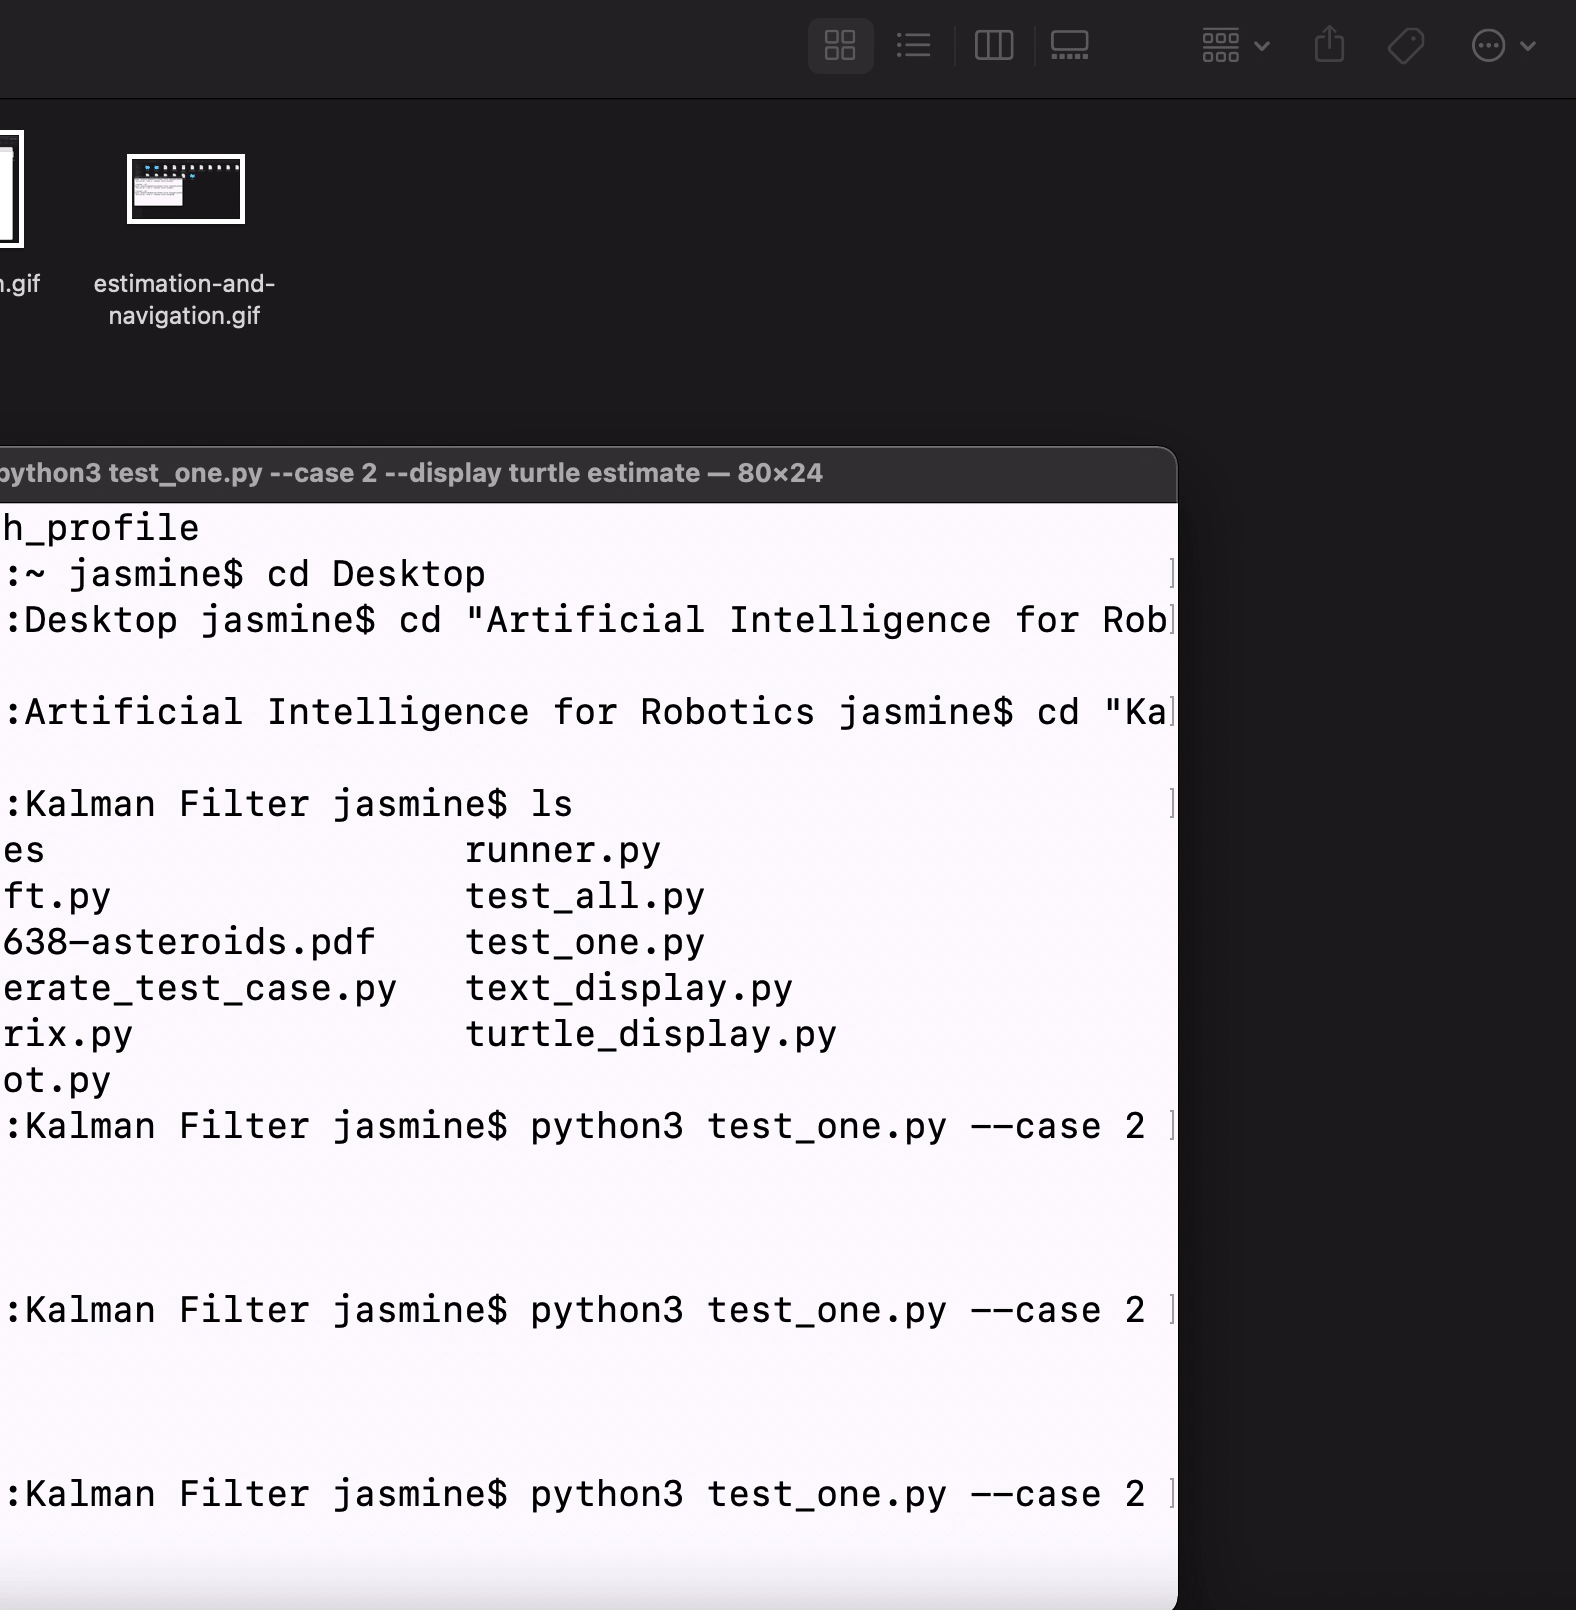 n.gif
estimation-and-
navigation.gif
python3 test_one.py --case 2 --display turtle estimate — 80×24
h_profile
:~ jasmine$ cd Desktop
:Desktop jasmine$ cd "Artificial Intelligence for Rob
:Artificial Intelligence for Robotics jasmine$ cd "Ka
:Kalman Filter jasmine$ ls
es runner.py
ft.py test_all.py
638-asteroids.pdf test_one.py
erate_test_case.py text_display.py
rix.py turtle_display.py
ot.py
:Kalman Filter jasmine$ python3 test_one.py --case 2
:Kalman Filter jasmine$ python3 test_one.py --case 2
:Kalman Filter jasmine$ python3 test_one.py --case 2